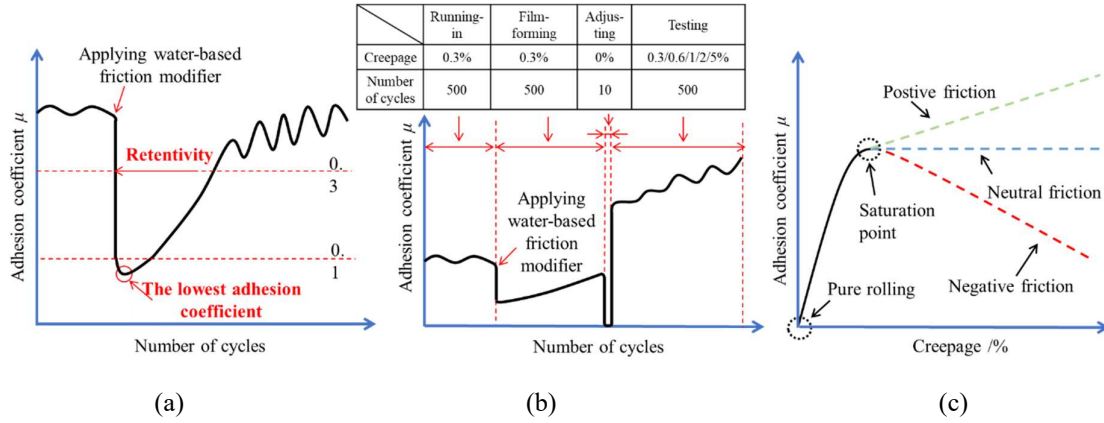 Applying water-based
friction modifier
Retentivity
0.
3
0.
1
The lowest adhesion
coefficient
Adhesion coefficient μ
Number of cycles
(a)
Running-in
Film-forming
Adjus-ting
Testing
Creepage
0.3%
0.3%
0%
0.3/0.6/1/2/5%
Number
of cycles
500
500
10
500
Applying
water-based
friction
modifier
Adhesion coefficient μ
Number of cycles
(b)
Postive friction
Neutral friction
Saturation
point
Negative friction
Pure rolling
Adhesion coefficient μ
Creepage /%
(c)